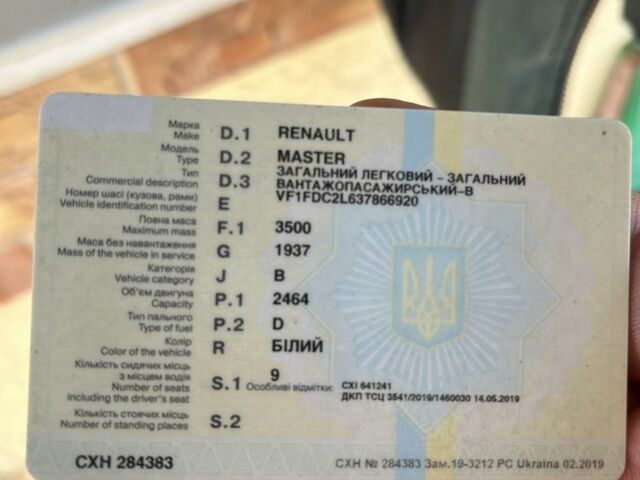 Марка
Make D.1 RENAULT
Модель
Type D.2 MASTER
Тип
Commercial description D.3 ЗАГАЛЬНИЙ ЛЕГКОВИЙ - ЗАГАЛЬНИЙ
ВАНТАЖОПАСАЖИРСЬКИЙ-В
Номер шасі (кузова, рами)
Vehicle identification number E VF1FDC2L637866920
Повна маса
Maximum mass F.1 3500
Маса без навантаження
Mass of the vehicle in service G 1937
Категорія
Vehicle category J B
Об'єм двигуна
Capacity P.1 2464
Тип пального
Type of fuel P.2 D
Колір
Color of the vehicle R БІЛИЙ
Кількість сидячих місць
з місцем водія
Number of seats
including the driver's seat S.1 9 Особливі відмітки: CXI 641241
ДКП ТСЦ 3541/2019/1460030 14.05.2019
Кількість стоячих місць
Number of standing places S.2
СХН 284383
СХН № 284383 Зам.19-3212 PC Ukraina 02.2019